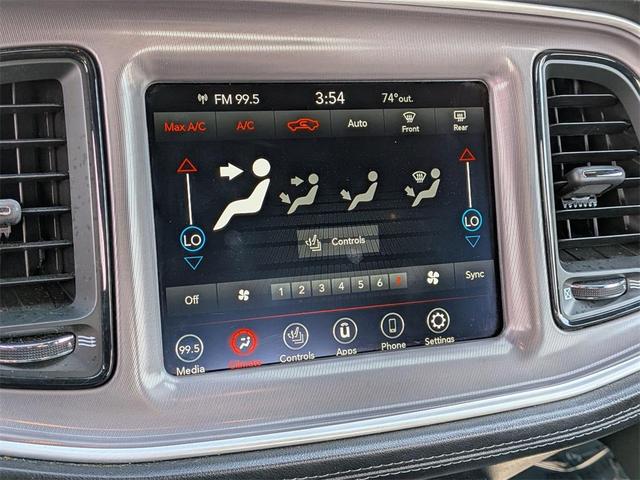 FM 99.5 3:54 74° out.
Max A/C A/C Auto Front Rear
LO LO
Controls
1 2 3 4 5 6
Off Sync
99.5
Media Climate Controls Apps Phone Settings